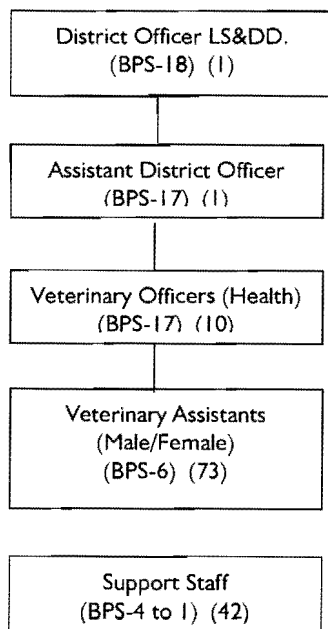 District Officer LS&DD.
(BPS-18) (1)
Assistant District Officer
(BPS-17) (1)
Veterinary Officers (Health)
(BPS-17) (10)
Veterinary Assistants
(Male/Female)
(BPS-6) (73)
Support Staff
(BPS-4 to 1) (42)